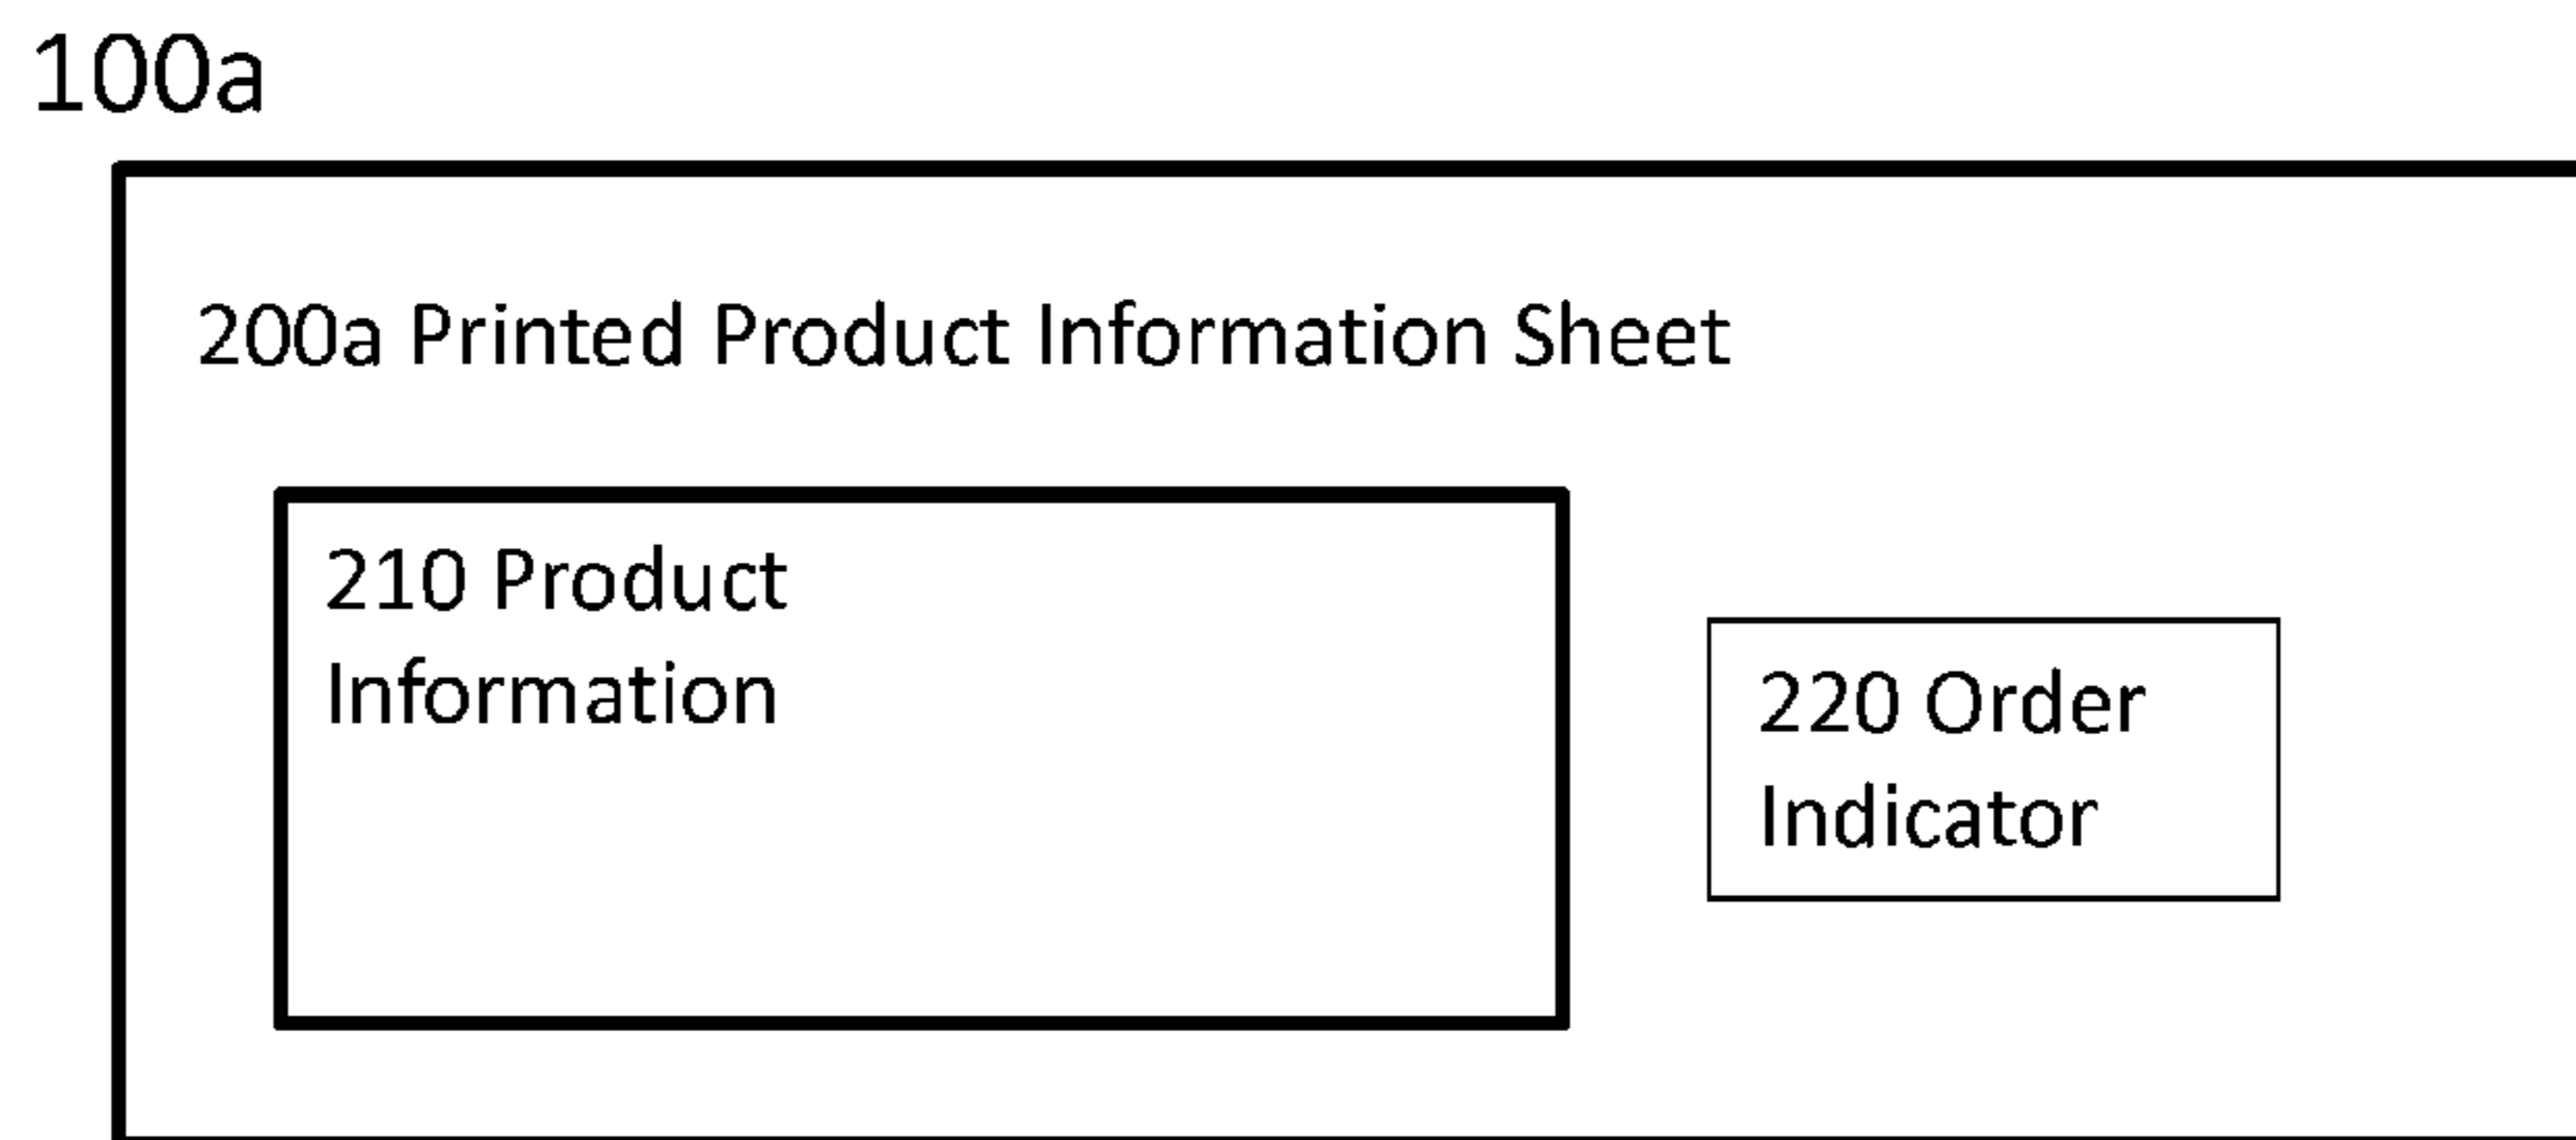 100a
200a Printed Product Information Sheet
210 Product
Information
220 Order
Indicator